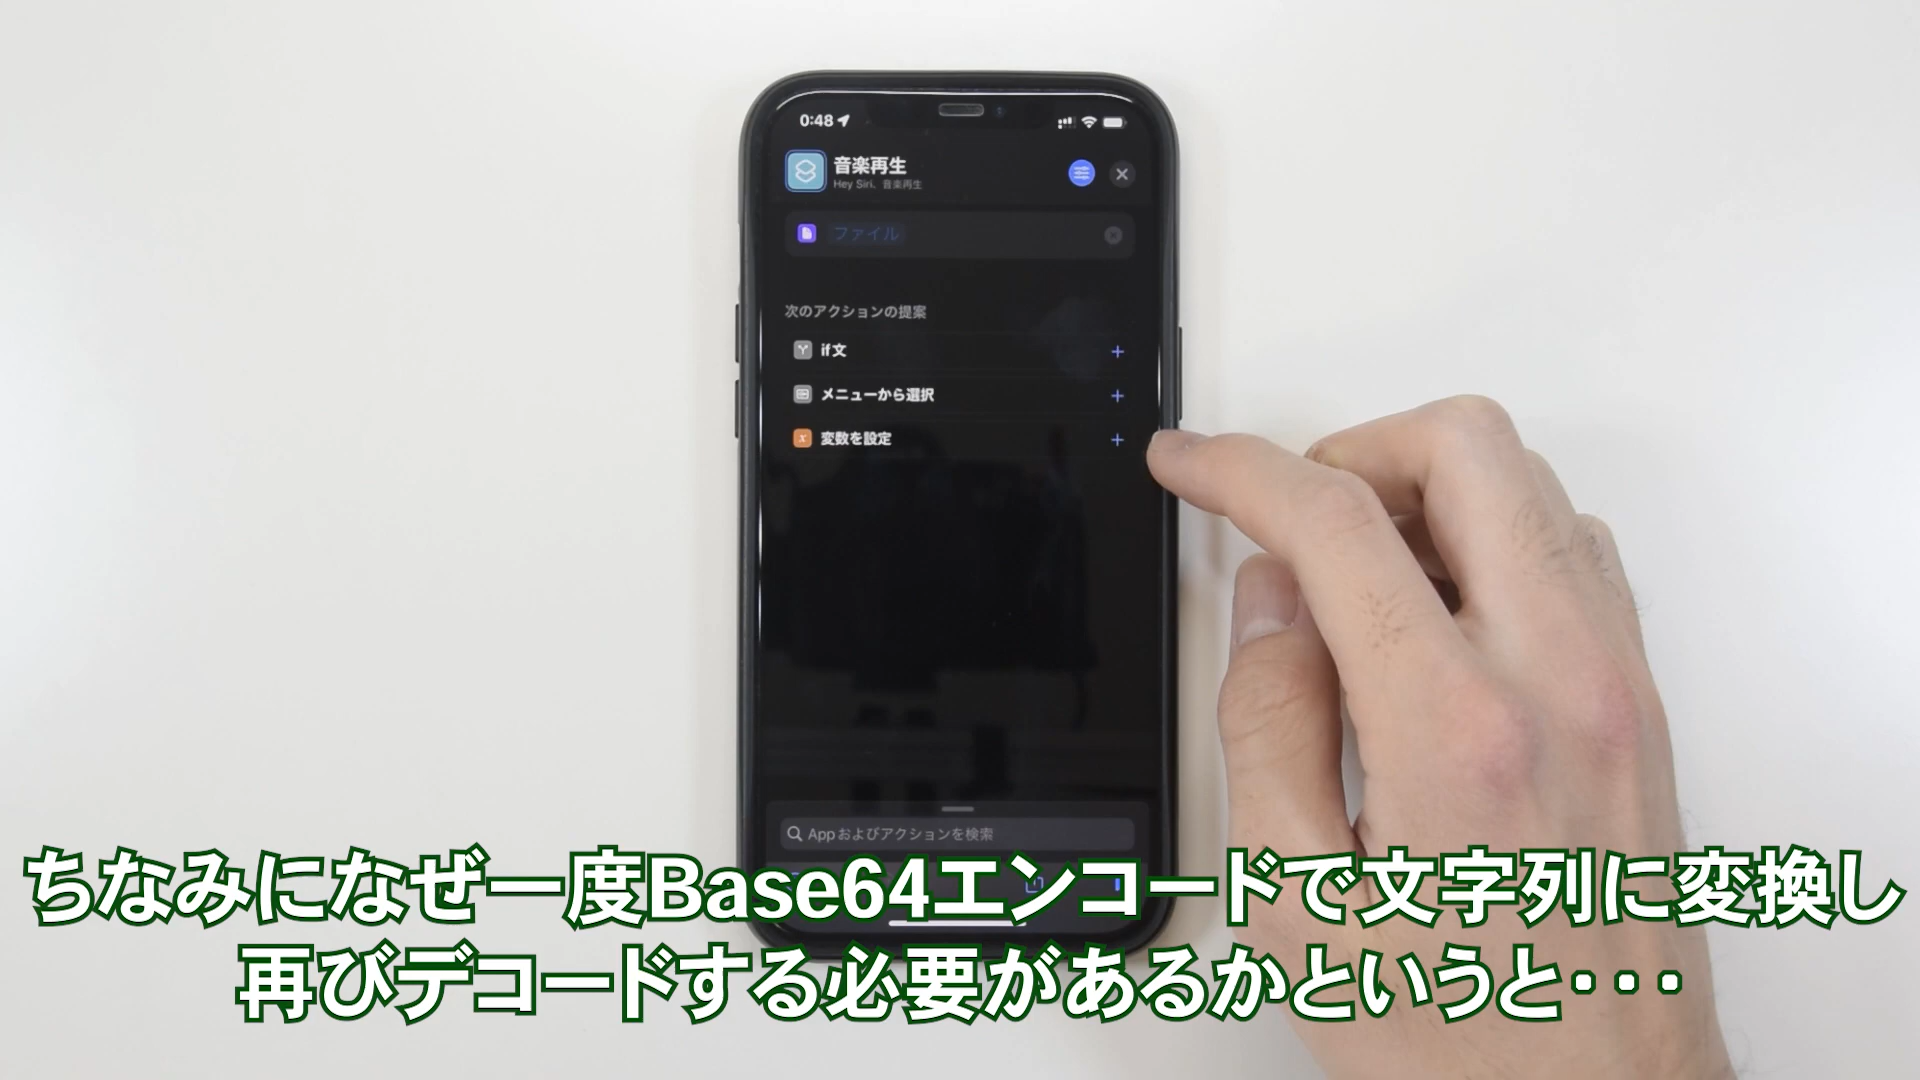 0:48
音楽再生
Hey Siri、音楽再生
ファイル
次のアクションの提案
if文
メニューから選択
変数を設定
Appおよびアクションを検索
ちなみになぜ一度Base64エンコードで文字列に変換し
再びデコードする必要があるかというと・・・